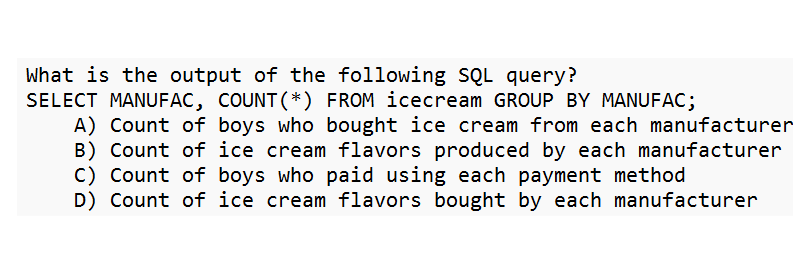 What is the output of the following SQL query?
SELECT MANUFAC, COUNT(*) FROM icecream GROUP BY MANUFAC;
A) Count of boys who bought ice cream from each manufacturer
B) Count of ice cream flavors produced by each manufacturer
C) Count of boys who paid using each payment method
D) Count of ice cream flavors bought by each manufacturer